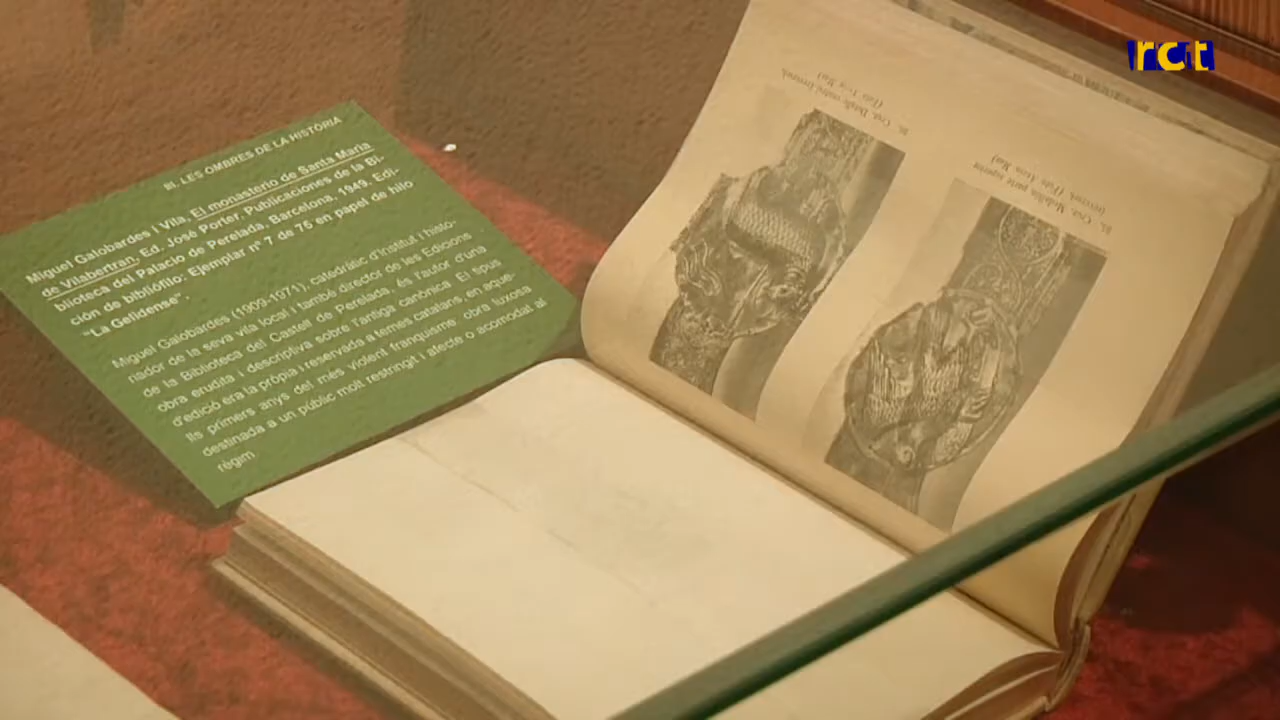 rct
III. LES OMBRES DE LA HISTÒRIA
Miguel Galobardes i Vila, El monasterio de Santa María
de Vilabertran, Ed. José Porter, Publicaciones de la Bi-
blioteca del Palacio de Perelada, Barcelona, 1949. Edi-
ción de bibliófilo: Ejemplar nº 7 de 76 en papel de hilo
"La Gelidense".
Miguel Galobardes (1909-1971), catedràtic d'institut i histo-
riador de la seva vila local i també director de les Edicions
de la Biblioteca del Castell de Perelada, és l'autor d'una
obra erudita i descriptiva sobre l'antiga canònica. El tipus
d'edició era la pròpia i reservada a temes catalans, en aque-
lls primers anys del més violent franquisme: obra luxosa
destinada a un públic molt restringit i afecte o acomodat al
règim